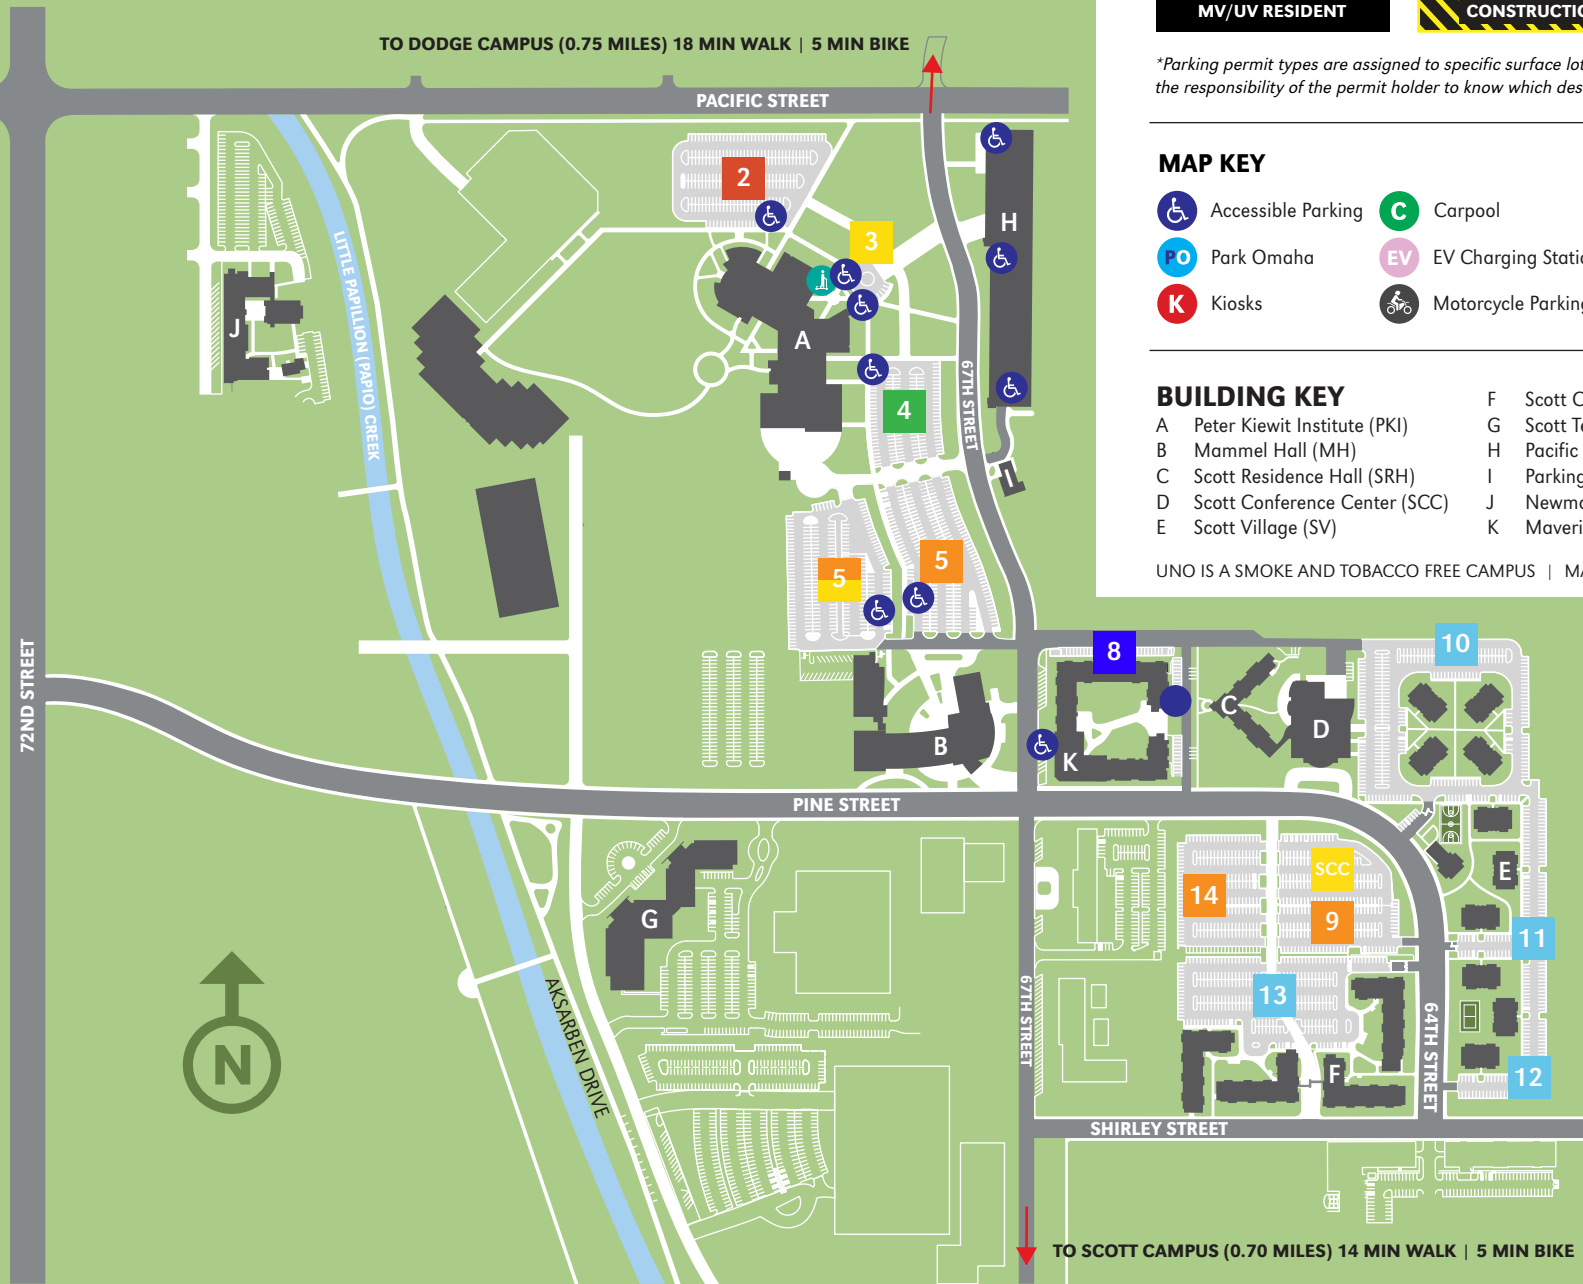 MV/UV RESIDENT
TO DODGE CAMPUS (0.75 MILES) 18 MIN WALK | 5 MIN BIKE
*Parking permit types are assigned to specific surface
the responsibility of the permit holder to know which
PACIFIC STREET
MAP KEY
Accessible Parking
C Carpool
PO Park Omaha
EV EV Charging
K Kiosks
Motorcycle
BUILDING KEY
A Peter Kiewit Institute (PKI)
B Mammel Hall (MH)
C Scott Residence Hall (SRH)
D Scott Conference Center (SCC)
E Scott Village (SV)
F Scott
G Scott
H Pacific
I
J
K
UNO IS A SMOKE AND TOBACCO FREE CAMPUS |
2
3
H
J
A
LITTLE PAPILLION (PAPIO) CREEK
67TH STREET
4
I
5
5
72ND STREET
8
10
C
D
B
K
PINE STREET
SCC
E
14
9
G
11
13
AKSARBEN DRIVE
67TH STREET
64TH STREET
N
F
12
SHIRLEY STREET
TO SCOTT CAMPUS (0.70 MILES) 14 MIN WALK | 5 MIN BIKE